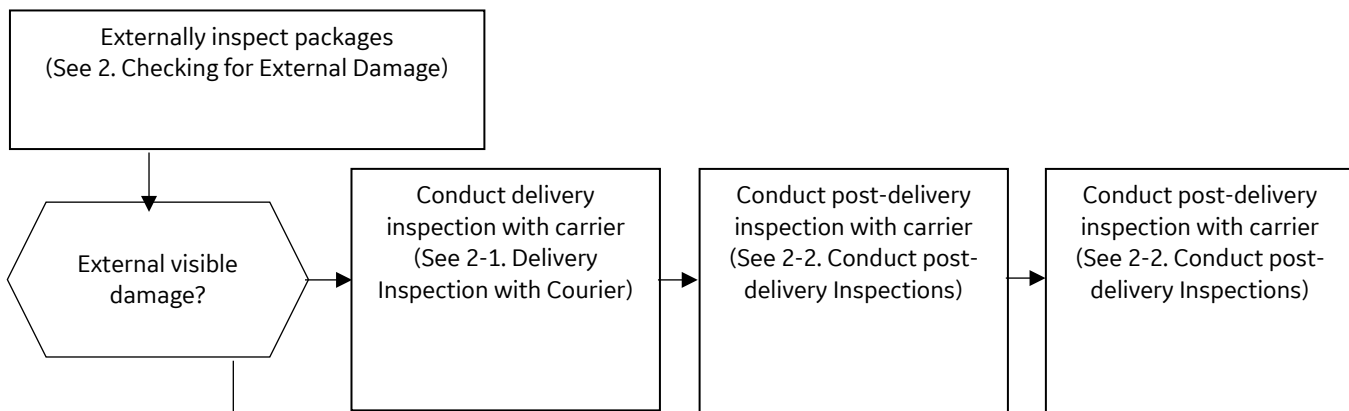 Externally inspect packages
(See 2. Checking for External Damage)
External visible
damage?
Conduct delivery
inspection with carrier
(See 2-1. Delivery
Inspection with Courier)
Conduct post-delivery
inspection with carrier
(See 2-2. Conduct post-
delivery Inspections)
Conduct post-delivery
inspection with carrier
(See 2-2. Conduct post-
delivery Inspections)